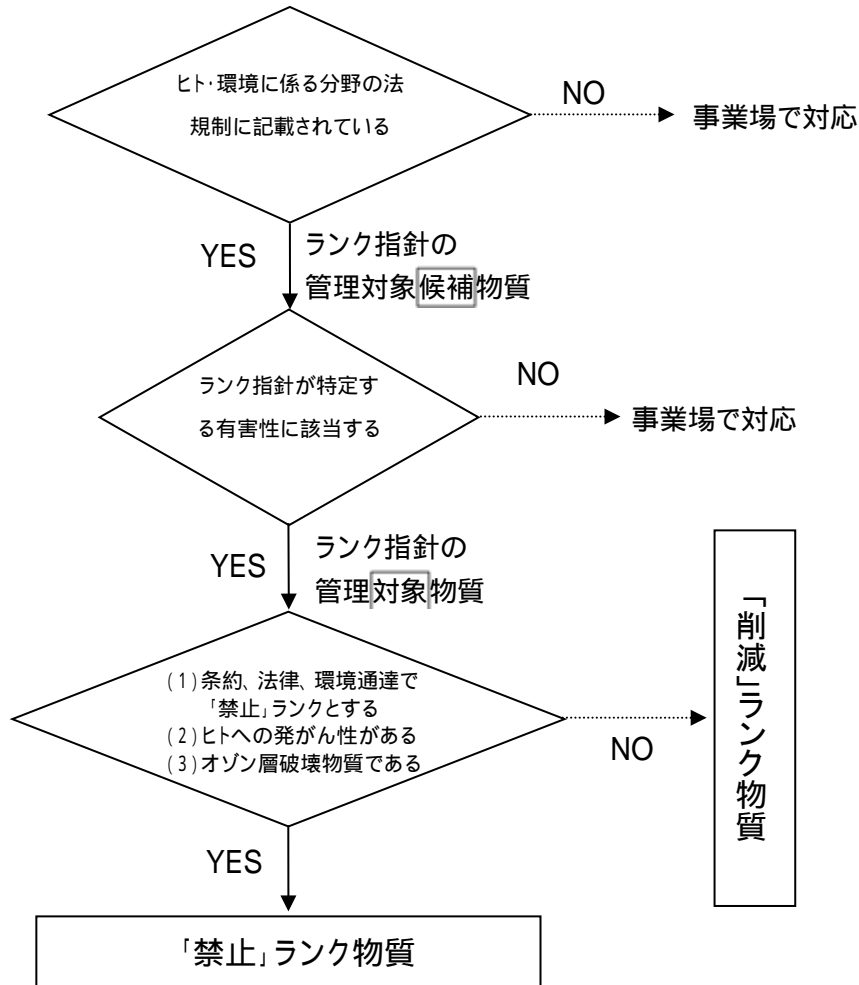 ヒト・環境に係る分野の法
規制に記載されている
NO
事業場で対応
YES
ランク指針の
管理対象候補物質
ランク指針が特定す
る有害性に該当する
NO
事業場で対応
YES
ランク指針の
管理対象物質
(1)条約、法律、環境通達で
「禁止」ランクとする
(2)ヒトへの発がん性がある
(3)オゾン層破壊物質である
NO
「削減」ランク物質
YES
「禁止」ランク物質